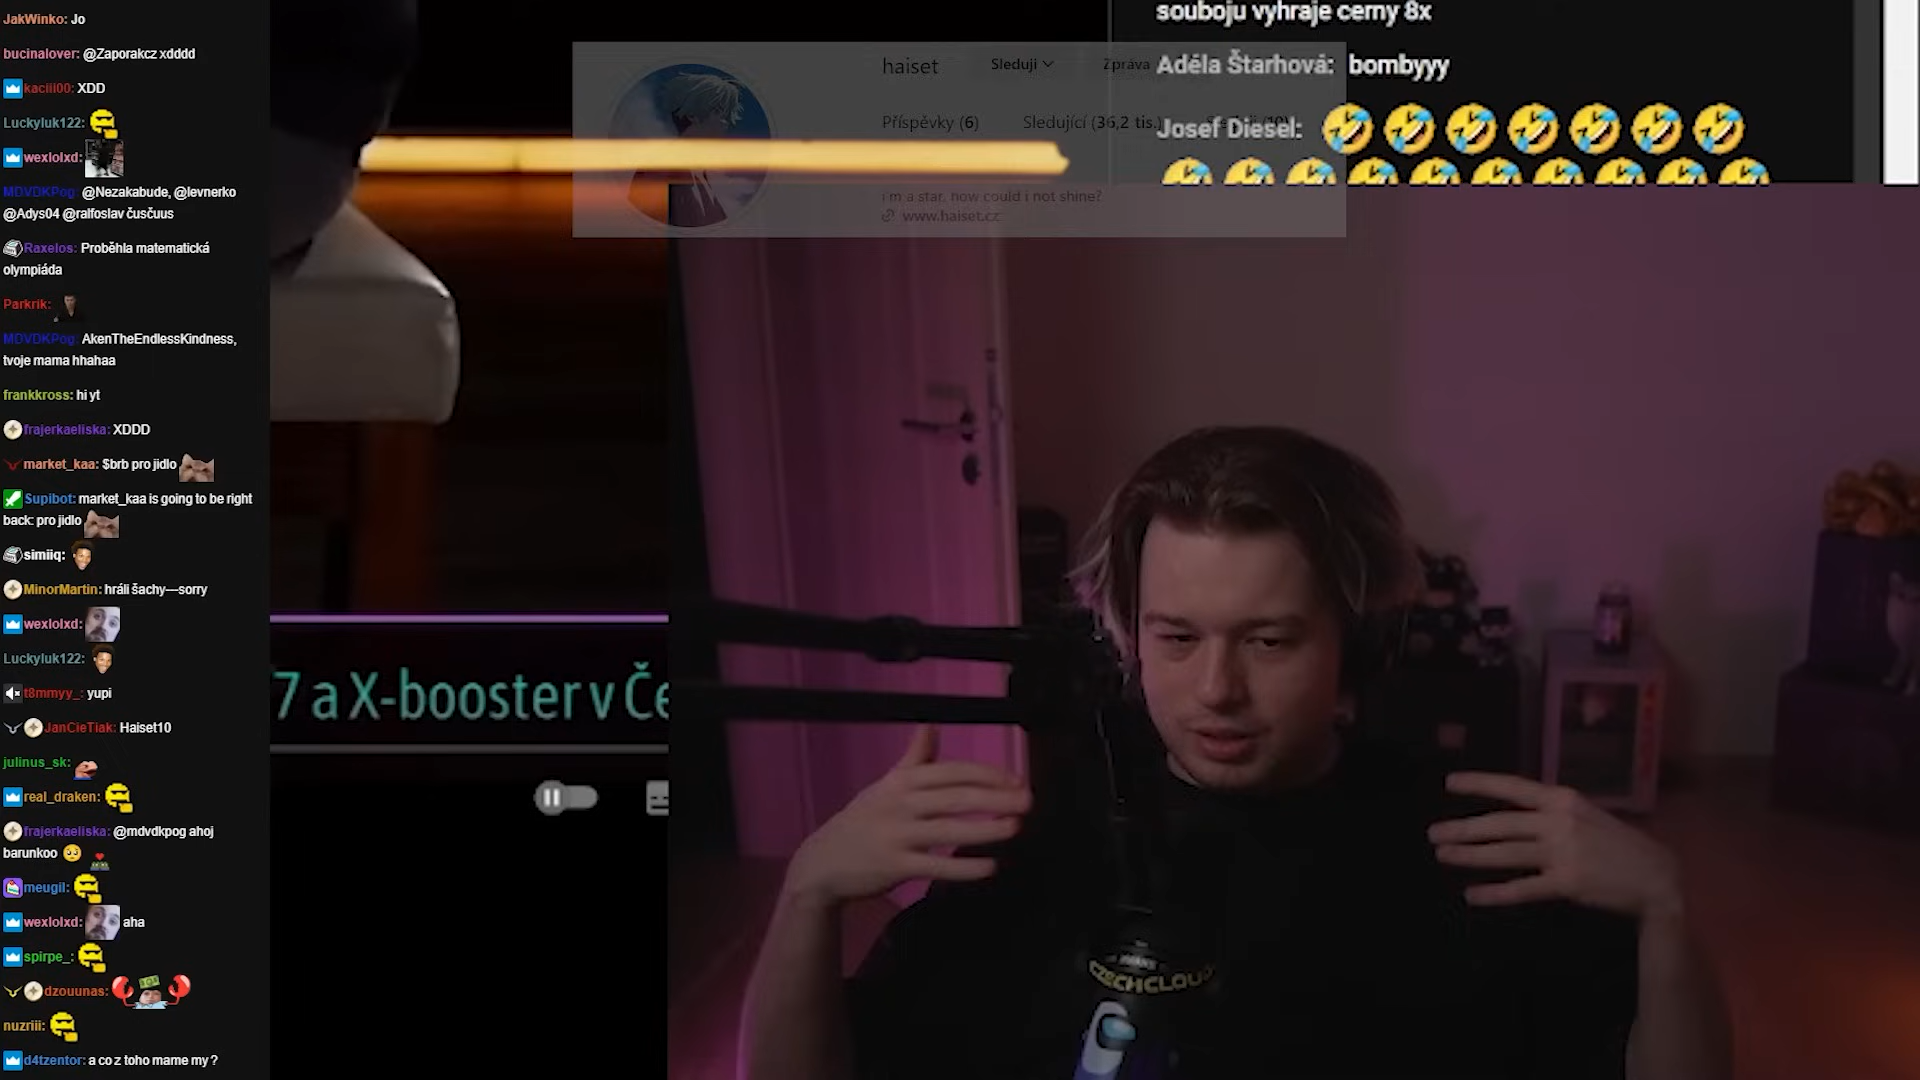 JakWinko: Jo
bucinalover: @Zaporakcz xdddd
kaciii00: XDD
Luckyluk122:
wexlolxd:
MDVDKPog: @Nezakabude, @levnerko
@Adys04 @ralfoslav čusčuus
Raxelos: Proběhla matematická
olympiáda
Parkrik:
MDVDKPog: AkenTheEndlessKindness,
tvoje mama hhahaa
frankkross: hi yt
frajerkaeliska: XDDD
market_kaa: $brb pro jidlo
Supibot: market_kaa is going to be right
back: pro jidlo
simiiq:
MinorMartin: hráli šachy---sorry
wexlolxd:
Luckyluk122:
t8mmyy_: yupi
JanCieTiak: Haiset10
julinus_sk:
real_draken:
frajerkaeliska: @mdvdkpog ahoj
barunkoo
meugil:
wexlolxd: aha
spirpe_:
dzouunas:
nuzriii:
d4tzentor: a co z toho mame my ?
haiset Sleduji Zpráva
Příspěvky (6) Sledující (36,2 tis.)
i'm a star, how could i not shine?
www.haiset.cz
souboju vyhraje cerny 8x
Adéla Štarhová: bombyyy
Josef Diesel:
7 a X-booster v Če
CZECHCLOUD